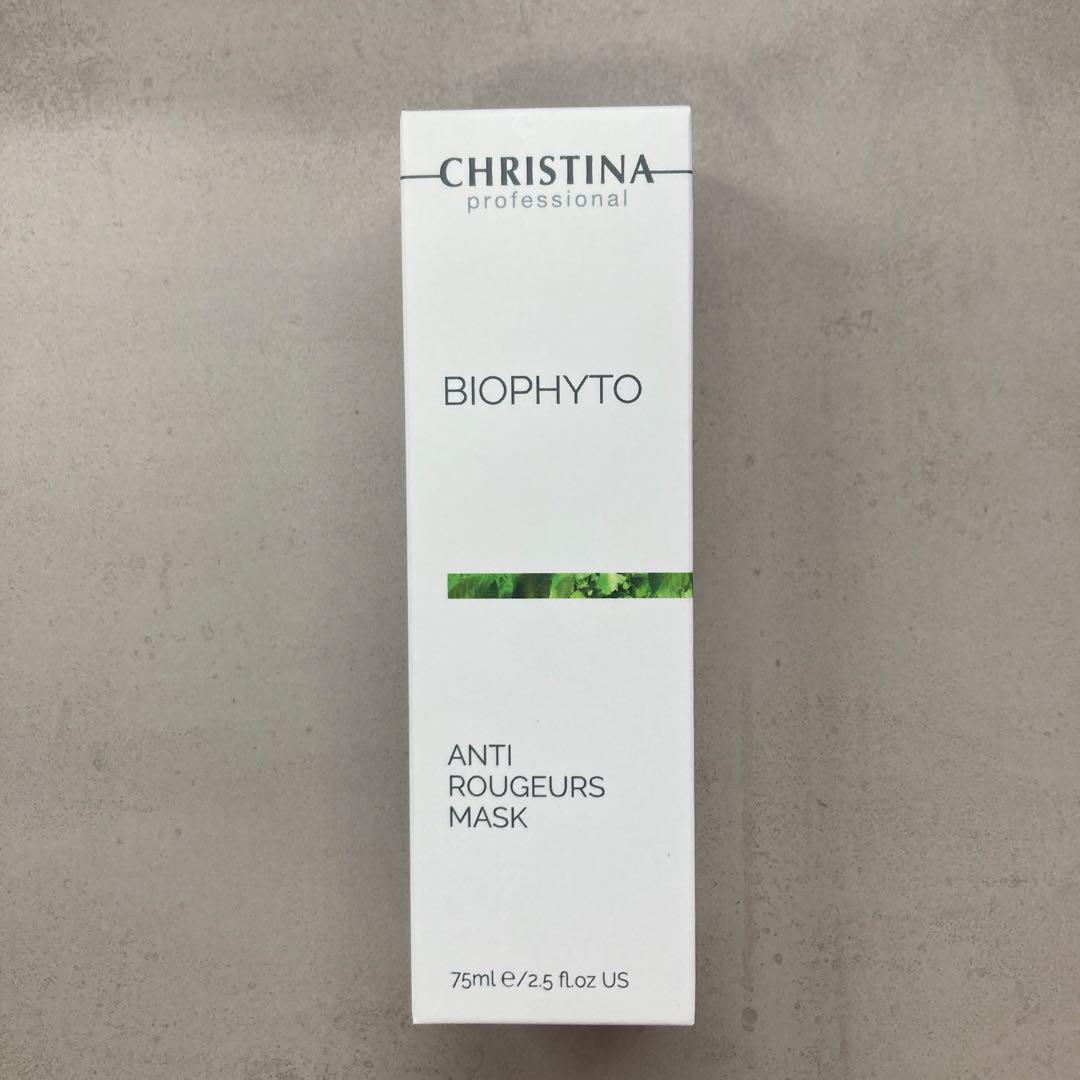 CHRISTINA
professional
BIOPHYTO
ANTI
ROUGEURS
MASK
75ml ℮/2.5 fl.oz US